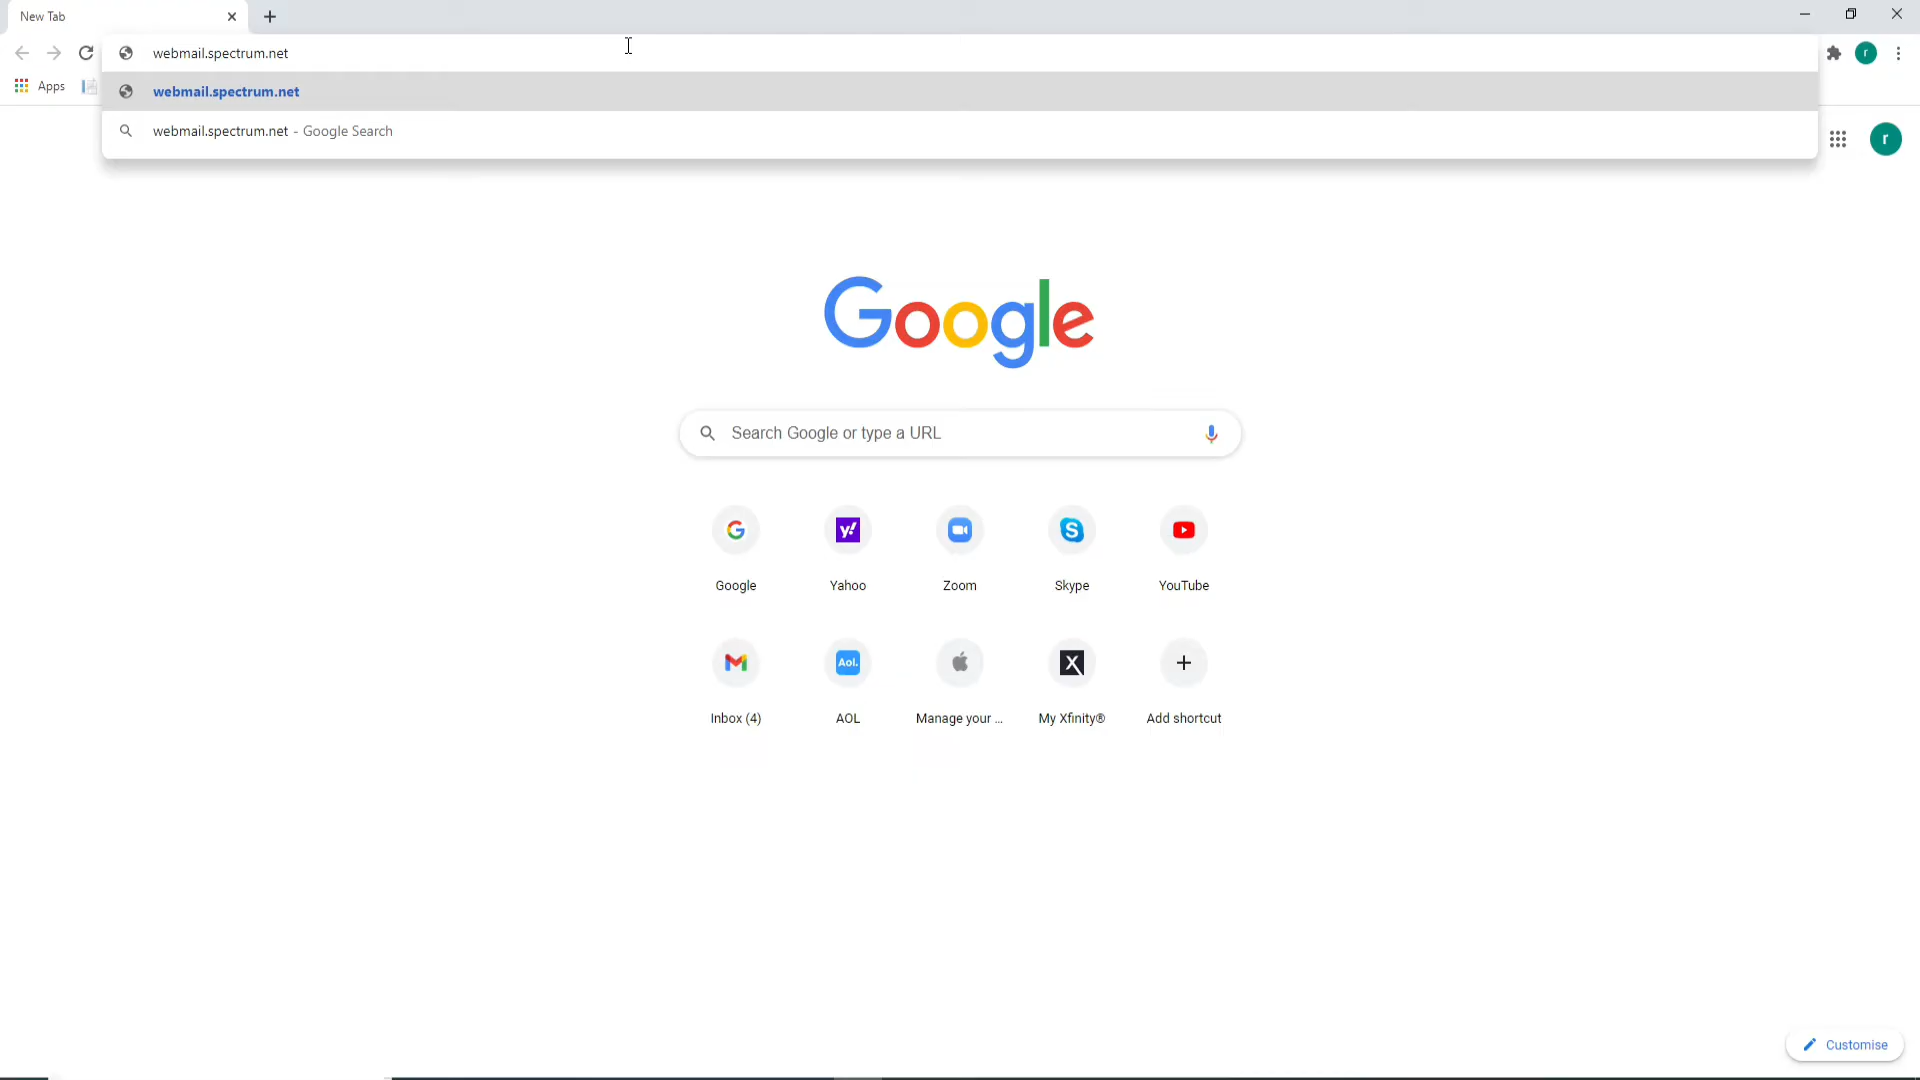 New Tab
webmail.spectrum.net
Apps
webmail.spectrum.net
webmail.spectrum.net - Google Search
r
r
Google
Search Google or type a URL
Google Yahoo Zoom Skype YouTube
Aol.
Inbox (4) AOL Manage your ... My Xfinity® Add shortcut
Customise